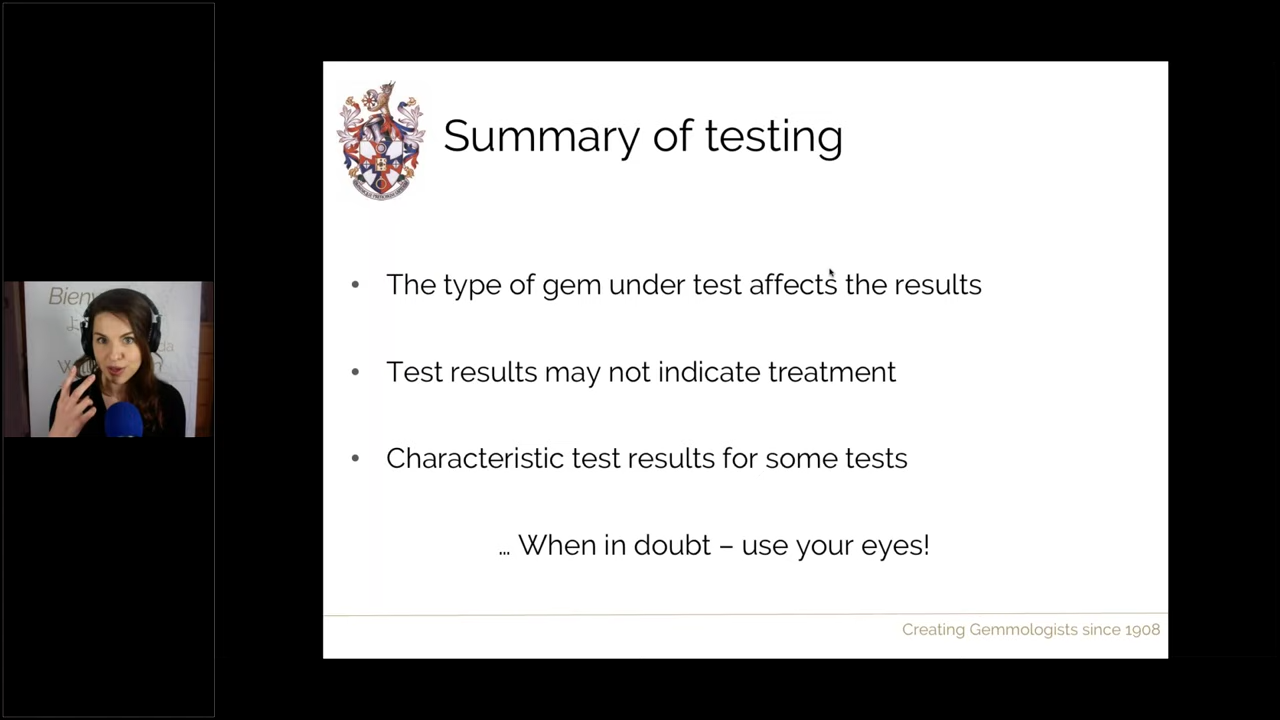 Summary of testing
• The type of gem under test affects the results
• Test results may not indicate treatment
• Characteristic test results for some tests
... When in doubt – use your eyes!
Creating Gemmologists since 1908